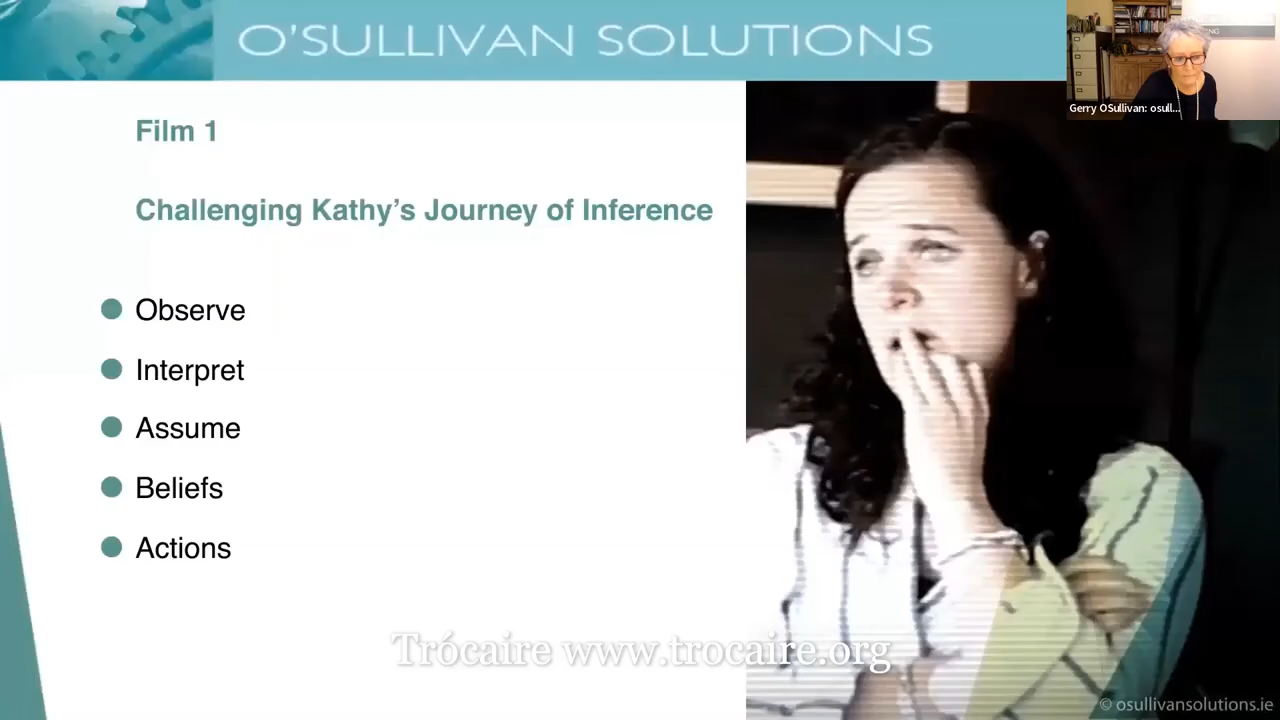 O'SULLIVAN SOLUTIONS
Gerry OSullivan: osull...
Film 1
Challenging Kathy's Journey of Inference
Observe
Interpret
Assume
Beliefs
Actions
Trócaire www.trocaire.org
© osullivansolutions.ie